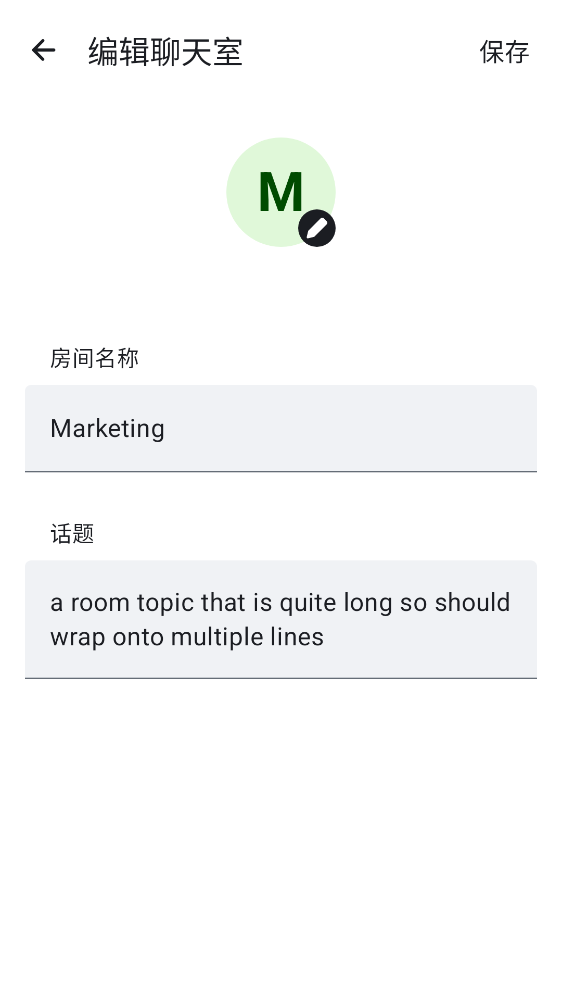 编辑聊天室
保存
M
房间名称
Marketing
话题
a room topic that is quite long so should
wrap onto multiple lines